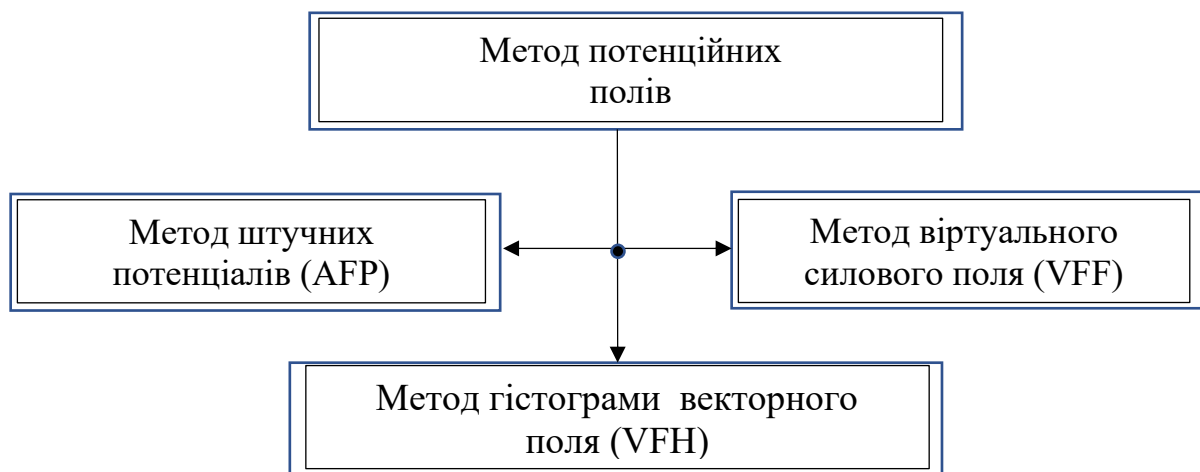 Метод потенційних
полів
Метод штучних
потенціалів (AFP)
Метод віртуального
силового поля (VFF)
Метод гістограми векторного
поля (VFH)